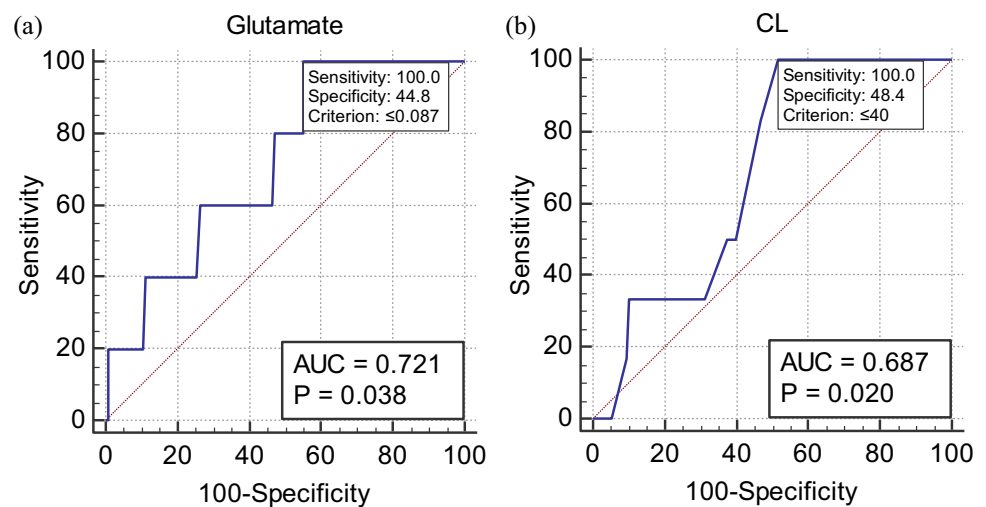 (a)
Glutamate
100
80
60
40
20
0
Sensitivity
Sensitivity: 100.0
Specificity: 44.8
Criterion: ≤0.087
AUC = 0.721
P = 0.038
0 20 40 60 80 100
100-Specificity
(b)
CL
100
80
60
40
20
0
Sensitivity
Sensitivity: 100.0
Specificity: 48.4
Criterion: ≤40
AUC = 0.687
P = 0.020
0 20 40 60 80 100
100-Specificity